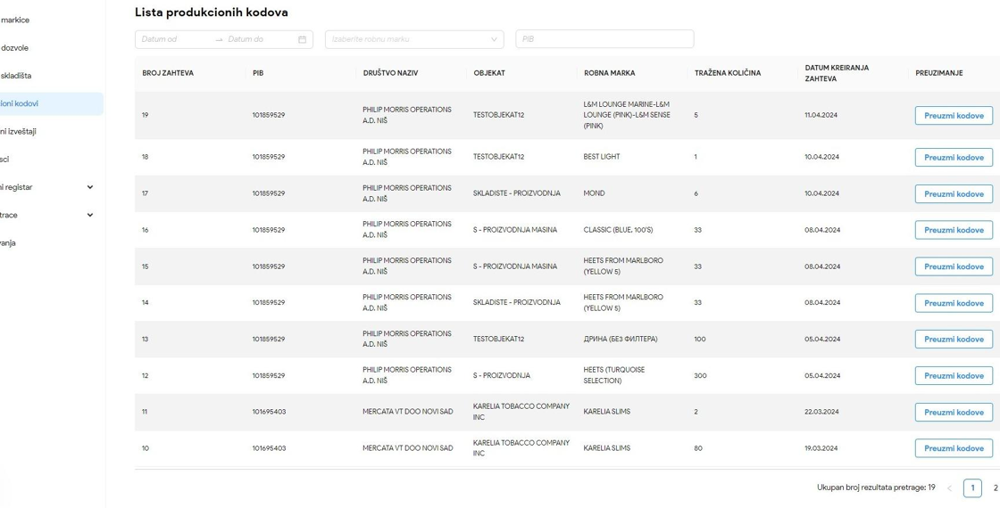 Lista produkcionih kodova
markice
dozvole
skladišta
ioni kodovi
ni izveštaji
sci
ni registar
trace
vanja
Datum od → Datum do Izaberite robnu marku PIB
BROJ ZAHTEVA PIB DRUŠTVO NAZIV OBJEKAT ROBNA MARKA TRAŽENA KOLIČINA DATUM KREIRANJA PREUZIMANJE
ZAHTEVA
19 101859529 PHILIP MORRIS OPERATIONS TESTOBJEKAT12 L&M LOUNGE MARINE-L&M 5 11.04.2024 Preuzmi kodove
A.D. NIŠ LOUNGE (PINK)-L&M SENSE
(PINK)
18 101859529 PHILIP MORRIS OPERATIONS TESTOBJEKAT12 BEST LIGHT 1 10.04.2024 Preuzmi kodove
A.D. NIŠ
17 101859529 PHILIP MORRIS OPERATIONS SKLADISTE - PROIZVODNJA MOND 6 10.04.2024 Preuzmi kodove
A.D. NIŠ
16 101859529 PHILIP MORRIS OPERATIONS S - PROIZVODNJA MASINA CLASSIC (BLUE, 100'S) 33 08.04.2024 Preuzmi kodove
A.D. NIŠ
15 101859529 PHILIP MORRIS OPERATIONS S - PROIZVODNJA MASINA HEETS FROM MARLBORO 33 08.04.2024 Preuzmi kodove
A.D. NIŠ (YELLOW 5)
14 101859529 PHILIP MORRIS OPERATIONS SKLADISTE - PROIZVODNJA HEETS FROM MARLBORO 33 08.04.2024 Preuzmi kodove
A.D. NIŠ (YELLOW 5)
13 101859529 PHILIP MORRIS OPERATIONS TESTOBJEKAT12 ДРИНА (БЕЗ ФИЛТЕРА) 100 05.04.2024 Preuzmi kodove
A.D. NIŠ
12 101859529 PHILIP MORRIS OPERATIONS S - PROIZVODNJA HEETS (TURQUOISE 300 05.04.2024 Preuzmi kodove
A.D. NIŠ SELECTION)
11 101695403 MERCATA VT DOO NOVI SAD KARELIA TOBACCO COMPANY KARELIA SLIMS 2 22.03.2024 Preuzmi kodove
INC
10 101695403 MERCATA VT DOO NOVI SAD KARELIA TOBACCO COMPANY KARELIA SLIMS 80 19.03.2024 Preuzmi kodove
INC
Ukupan broj rezultata pretrage: 19 < 1 2